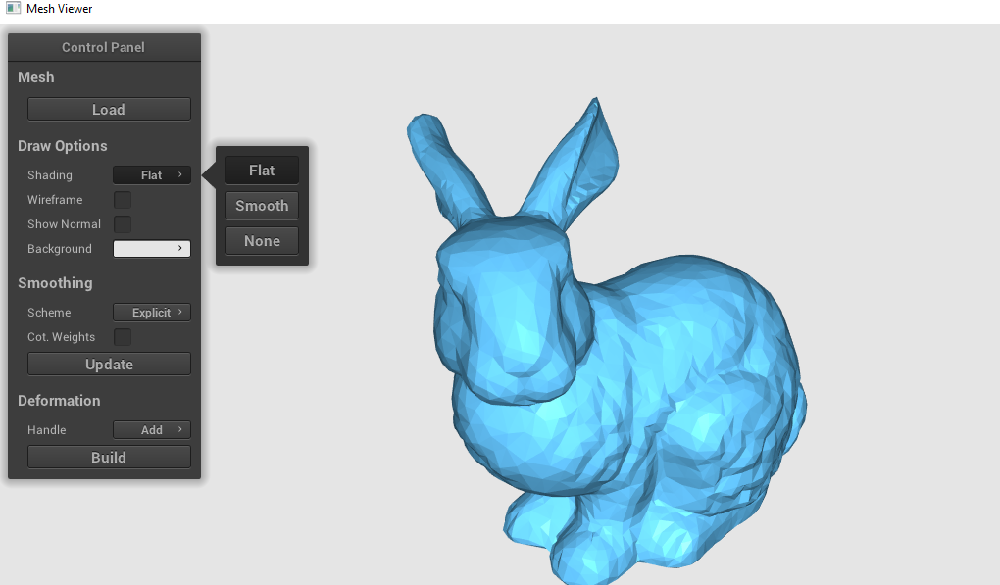 Mesh Viewer
Control Panel
Mesh
Load
Draw Options
Shading Flat
Wireframe
Show Normal
Background
Flat
Smooth
None
Smoothing
Scheme Explicit
Cot. Weights
Update
Deformation
Handle Add
Build